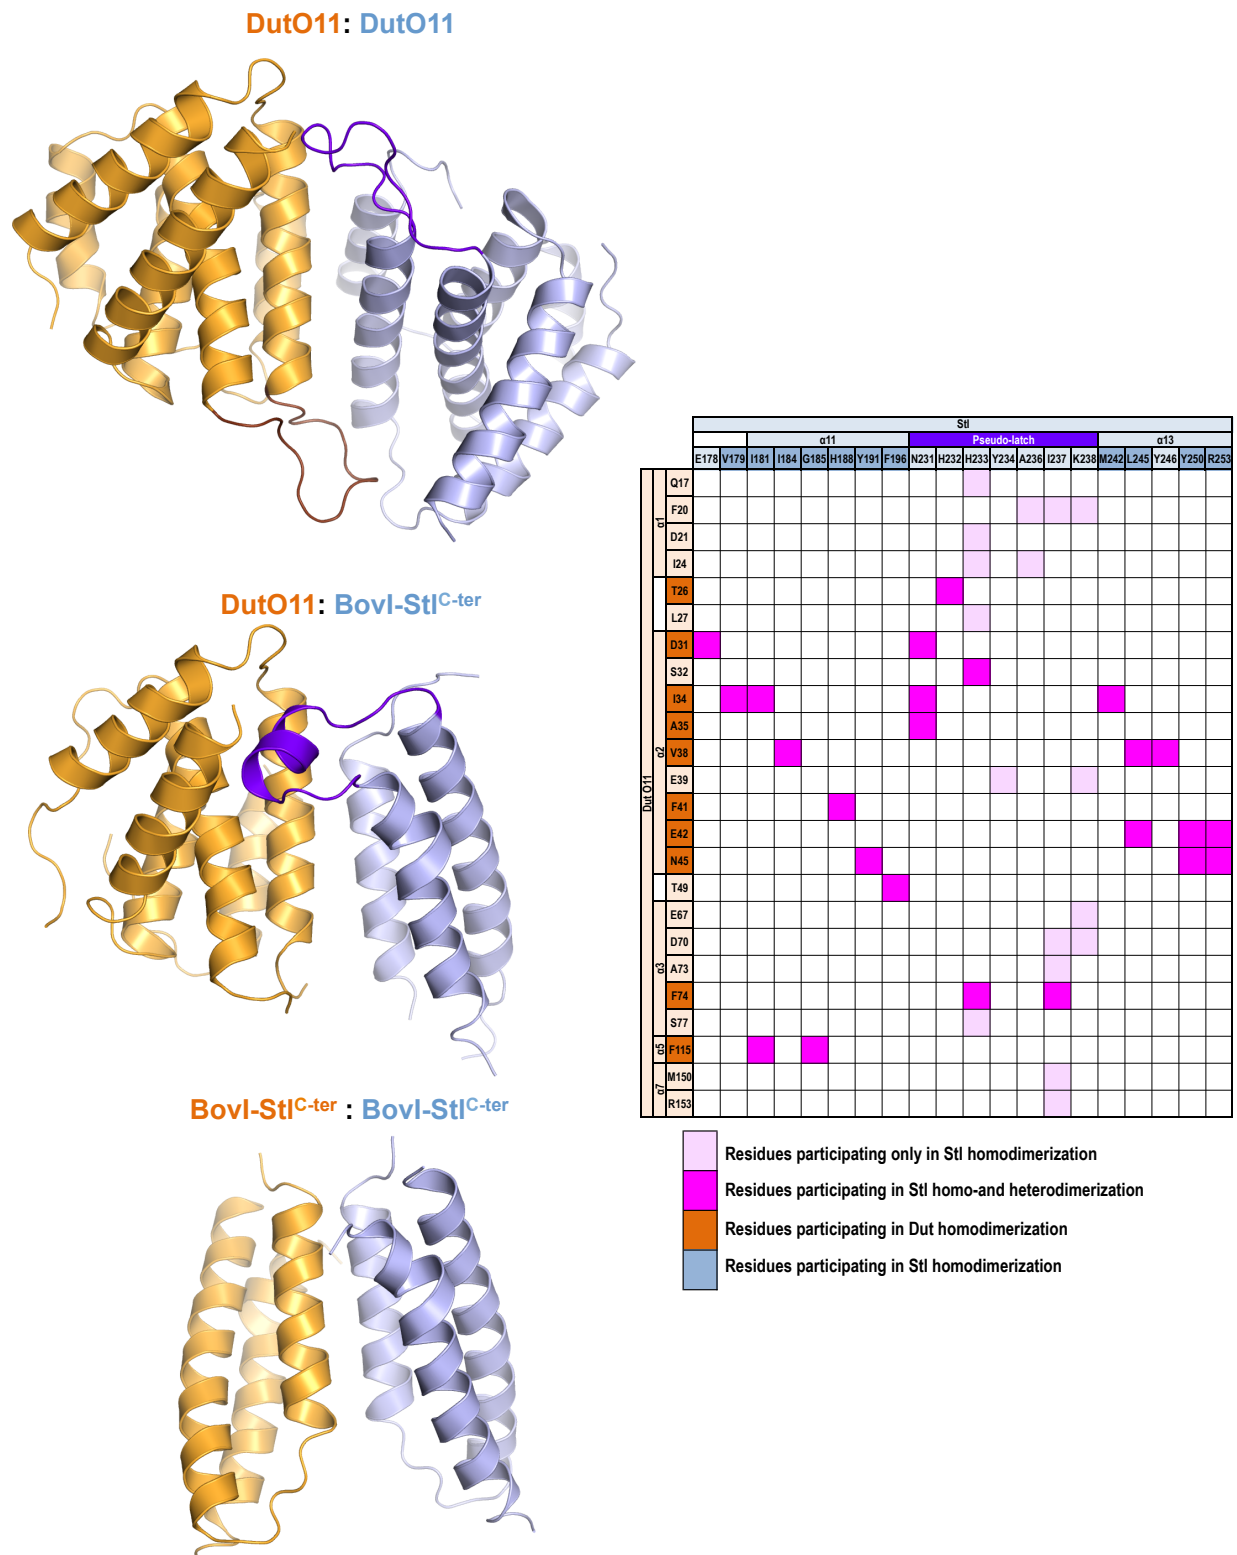 DutO11: DutO11
DutO11: BovI-StlC-ter
BovI-StlC-ter : BovI-StlC-ter
Stl
α11 Pseudo-latch α13
E178 V179 I181 I184 G185 H188 Y191 F196 N231 H232 H233 Y234 A236 I237 K238 M242 L245 Y246 Y250 R253
Dut O11
α1
Q17
F20
D21
I24
T26
L27
α2
D31
S32
I34
A35
V38
E39
F41
E42
N45
T49
α3
E67
D70
A73
F74
S77
α5
F115
α7
M150
R153
Residues participating only in Stl homodimerization
Residues participating in Stl homo-and heterodimerization
Residues participating in Dut homodimerization
Residues participating in Stl homodimerization